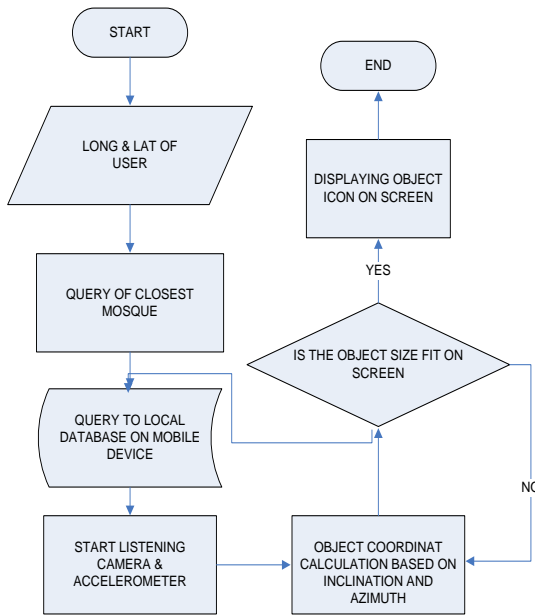 START
LONG & LAT OF
USER
QUERY OF CLOSEST
MOSQUE
QUERY TO LOCAL
DATABASE ON MOBILE
DEVICE
START LISTENING
CAMERA &
ACCELEROMETER
OBJECT COORDINAT
CALCULATION BASED ON
INCLINATION AND
AZIMUTH
IS THE OBJECT SIZE FIT ON
SCREEN
NO
YES
DISPLAYING OBJECT
ICON ON SCREEN
END